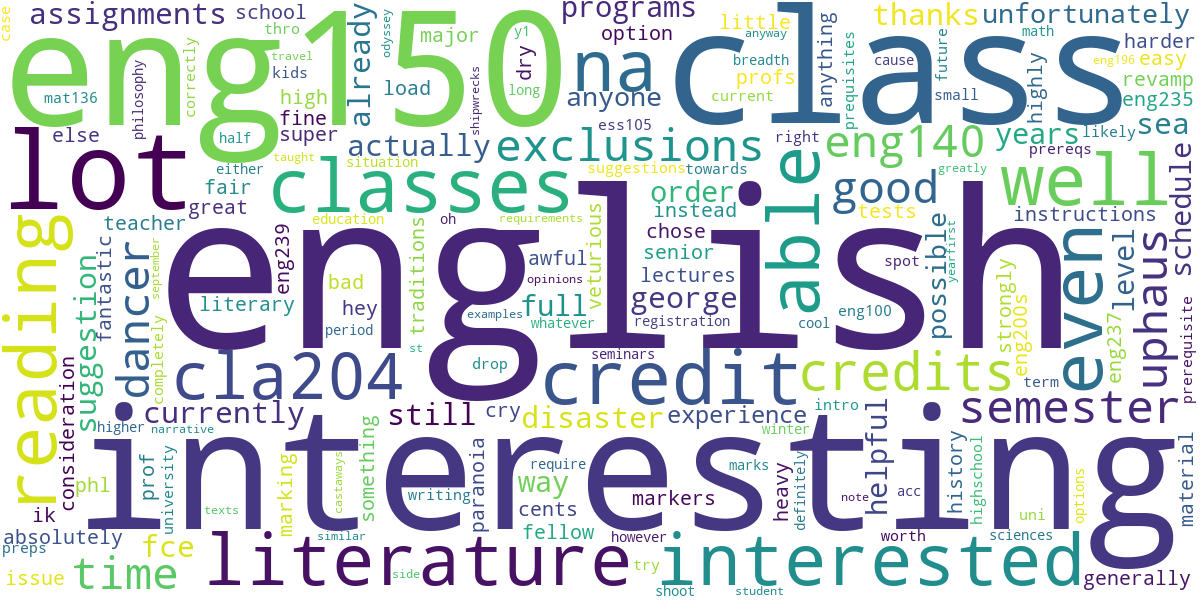 case
assignments
school
thro
travel
kids
eng150
mat136
philosophy
correctly
high
fine
super
half
already
odyssey
load
major
y1
long
dry
shipwrecks
programs
option
na
anyone
little
anyway
breadth
profs
current
class
anything
prerequisites
thanks
cause
small
future
highly
math
unfortunately
harder
eng196
easy
revamp
eng235
lot
else
either
taught
situation
actually
exclusions
right
suggestions
towards
likely
greatly
eng140
years
prereqs
sea
classes
fair
great
teacher
education
oh
requirements
order
instead
able
good
tests
well
instructions
schedule
reading
suggestion
fantastic
dancer
september
eng239
literary
bad
hey
period
traditions
english
awful
opinions
examples
full
whatever
veturious
chose
senior
lectures
george
registration
cool
spot
eng100
possible
yearfirst
strongly
eng200s
even
level
eng237
uphaus
prerequisite
completely
cla204
st
drop
seminars
credit
credits
term
consideration
higher
narrative
currently
still
cry
disaster
experience
winter
intro
helpful
semester
interesting
ik
phl
prof
university
marking
castaways
something
paranoia
writing
require
way
cents
markers
marks
heavy
definitely
note
acc
history
highschool
uni
options
material
absolutely
preps
issue
fce
time
texts
similar
side
literature
fellow
however
try
shoot
interested
student
worth
sciences
generally